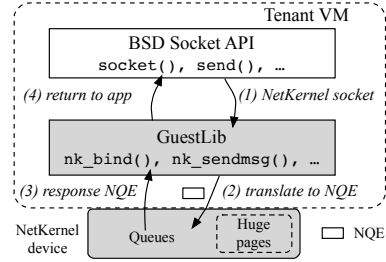 Tenant VM
BSD Socket API
socket(), send(), …
(4) return to app
(1) NetKernel socket
GuestLib
nk_bind(), nk_sendmsg(), …
(3) response NQE
(2) translate to NQE
NetKernel
device
Queues
Huge
pages
NQE